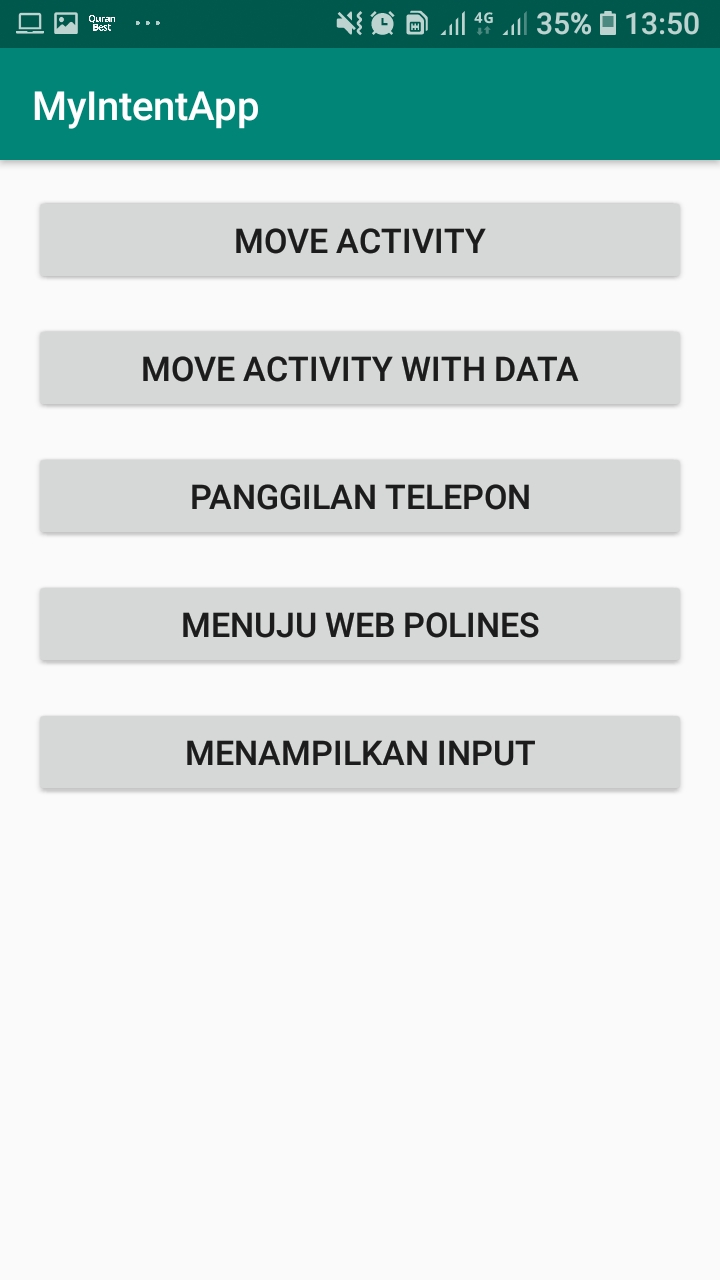 Quran
Best
4G
35%
13:50
MyIntentApp
MOVE ACTIVITY
MOVE ACTIVITY WITH DATA
PANGGILAN TELEPON
MENUJU WEB POLINES
MENAMPILKAN INPUT